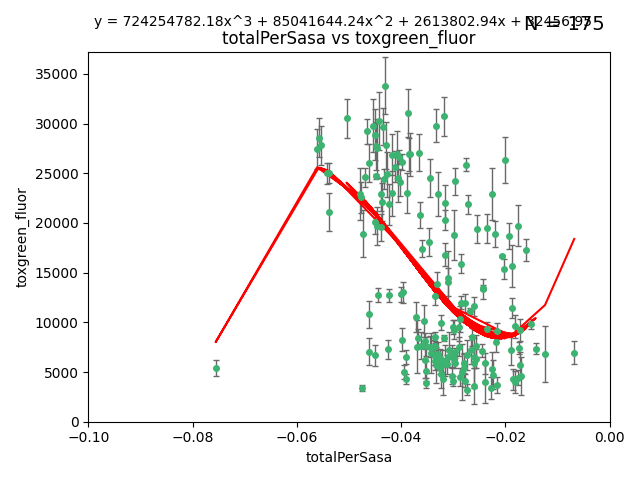 y = 724254782.18x^3 + 85041644.24x^2 + 2613802.94x +
N = 175
totalPerSasa vs toxgreen_fluor
35000
30000
25000
20000
15000
10000
5000
0
toxgreen_fluor
−0.10
−0.08
−0.06
−0.04
−0.02
0.00
totalPerSasa